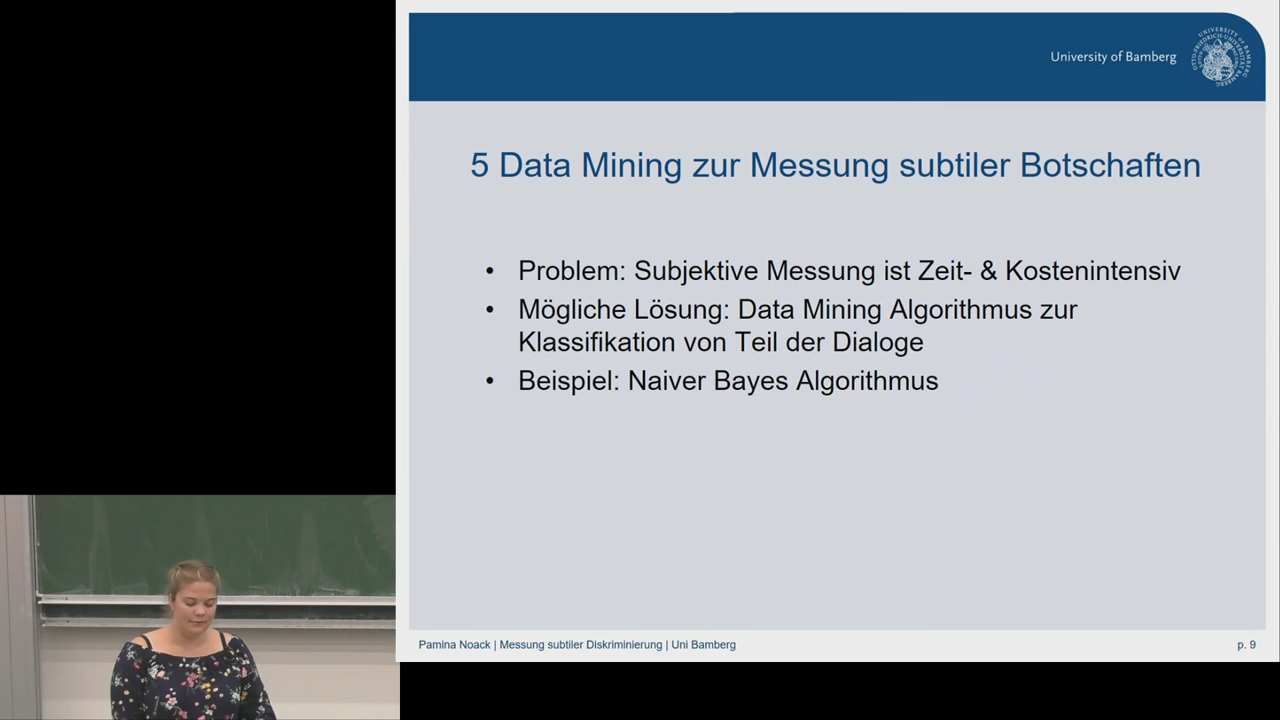 University of Bamberg
5 Data Mining zur Messung subtiler Botschaften
• Problem: Subjektive Messung ist Zeit- & Kostenintensiv
• Mögliche Lösung: Data Mining Algorithmus zur
Klassifikation von Teil der Dialoge
• Beispiel: Naiver Bayes Algorithmus
Pamina Noack | Messung subtiler Diskriminierung | Uni Bamberg
p. 9